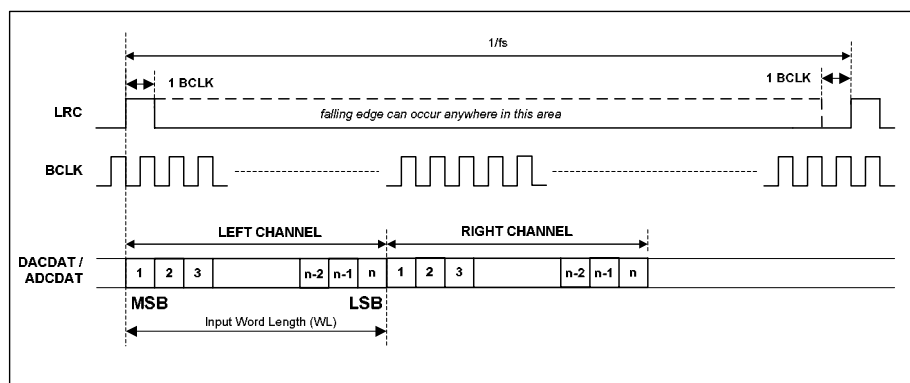 1/fs
1 BCLK
1 BCLK
LRC
falling edge can occur anywhere in this area
BCLK
LEFT CHANNEL
RIGHT CHANNEL
DACDAT /
ADCDAT
1 2 3 n-2 n-1 n 1 2 3 n-2 n-1 n
MSB
LSB
Input Word Length (WL)